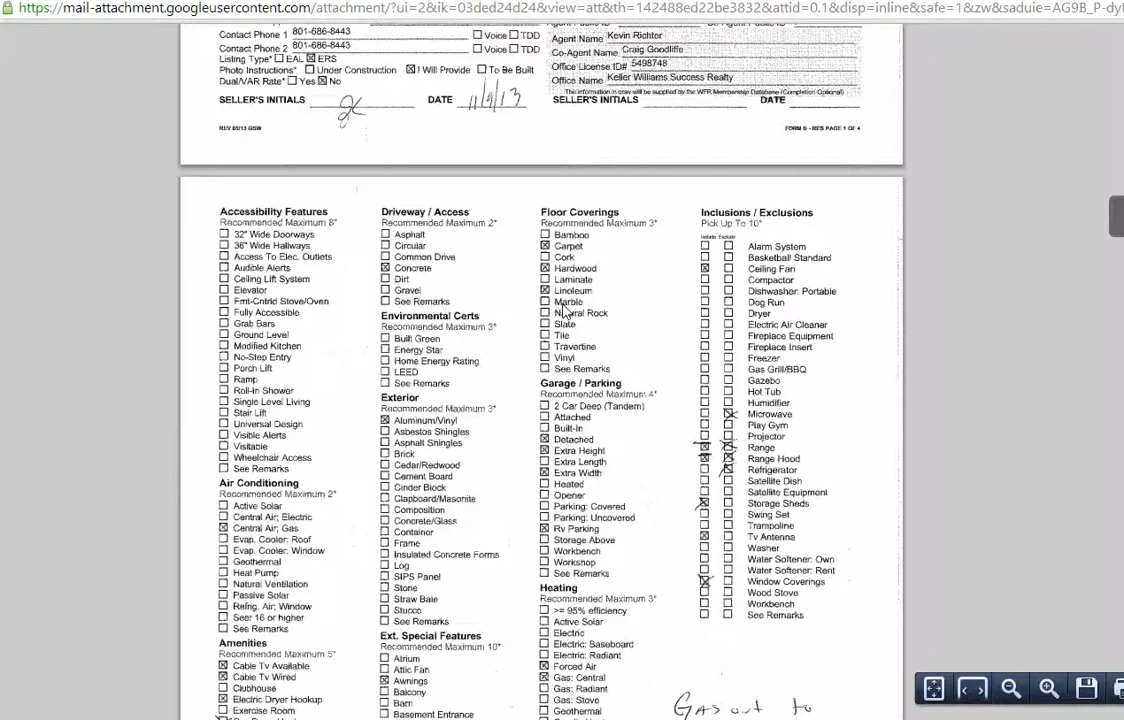 https://mail-attachment.googleusercontent.com/attachment/?ui=2&ik=03ded24d24&view=att&th=142488ed22be3832&attid=0.1&disp=inline&safe=1&zw&saduie=AG9B_P-dy
Contact Phone 1 801-686-8443 Voice TDD
Contact Phone 2 801-686-8443 Voice TDD
Listing Type* EAL ERS
Photo Instructions* Under Construction I Will Provide To Be Built
Dual/VAR Rate* Yes No
Agent Name Kevin Richter
Co-Agent Name Craig Goodliffe
Office License ID# 5498748
Office Name Keller Williams Success Realty
The information in gray will be supplied by the WFR Membership Database (Completion Optional)
SELLER'S INITIALS DATE 11/9/13 SELLER'S INITIALS DATE
REV 05/13 GSW FORM B - RES PAGE 1 OF 4
Accessibility Features
Recommended Maximum 8*
32" Wide Doorways
36" Wide Hallways
Access To Elec. Outlets
Audible Alerts
Ceiling Lift System
Elevator
Frnt-Cntrld Stove/Oven
Fully Accessible
Grab Bars
Ground Level
Modified Kitchen
No-Step Entry
Porch Lift
Ramp
Roll-In Shower
Single Level Living
Stair Lift
Universal Design
Visible Alerts
Visitable
Wheelchair Access
See Remarks
Air Conditioning
Recommended Maximum 2*
Active Solar
Central Air; Electric
Central Air; Gas
Evap. Cooler: Roof
Evap. Cooler: Window
Geothermal
Heat Pump
Natural Ventilation
Passive Solar
Refrig. Air; Window
Seer 16 or higher
See Remarks
Amenities
Recommended Maximum 5*
Cable Tv Available
Cable Tv Wired
Clubhouse
Electric Dryer Hookup
Exercise Room
Driveway / Access
Recommended Maximum 2*
Asphalt
Circular
Common Drive
Concrete
Dirt
Gravel
See Remarks
Environmental Certs
Recommended Maximum 3*
Built Green
Energy Star
Home Energy Rating
LEED
See Remarks
Exterior
Recommended Maximum 3*
Aluminum/Vinyl
Asbestos Shingles
Asphalt Shingles
Brick
Cedar/Redwood
Cement Board
Cinder Block
Clapboard/Masonite
Composition
Concrete/Glass
Container
Frame
Insulated Concrete Forms
Log
SIPS Panel
Stone
Straw Bale
Stucco
See Remarks
Ext. Special Features
Recommended Maximum 10*
Atrium
Attic Fan
Awnings
Balcony
Barn
Basement Entrance
Floor Coverings
Recommended Maximum 3*
Bamboo
Carpet
Cork
Hardwood
Laminate
Linoleum
Marble
Natural Rock
Slate
Tile
Travertine
Vinyl
See Remarks
Garage / Parking
Recommended Maximum 4*
2 Car Deep (Tandem)
Attached
Built-In
Detached
Extra Height
Extra Length
Extra Width
Heated
Opener
Parking: Covered
Parking: Uncovered
Rv Parking
Storage Above
Workbench
Workshop
See Remarks
Heating
Recommended Maximum 3*
>= 95% efficiency
Active Solar
Electric
Electric: Baseboard
Electric: Radiant
Forced Air
Gas: Central
Gas: Radiant
Gas: Stove
Geothermal
Inclusions / Exclusions
Pick Up To 10*
Include Exclude
Alarm System
Basketball Standard
Ceiling Fan
Compactor
Dishwasher: Portable
Dog Run
Dryer
Electric Air Cleaner
Fireplace Equipment
Fireplace Insert
Freezer
Gas Grill/BBQ
Gazebo
Hot Tub
Humidifier
Microwave
Play Gym
Projector
Range
Range Hood
Refrigerator
Satellite Dish
Satellite Equipment
Storage Sheds
Swing Set
Trampoline
Tv Antenna
Washer
Water Softener: Own
Water Softener: Rent
Window Coverings
Wood Stove
Workbench
See Remarks
Gas out to